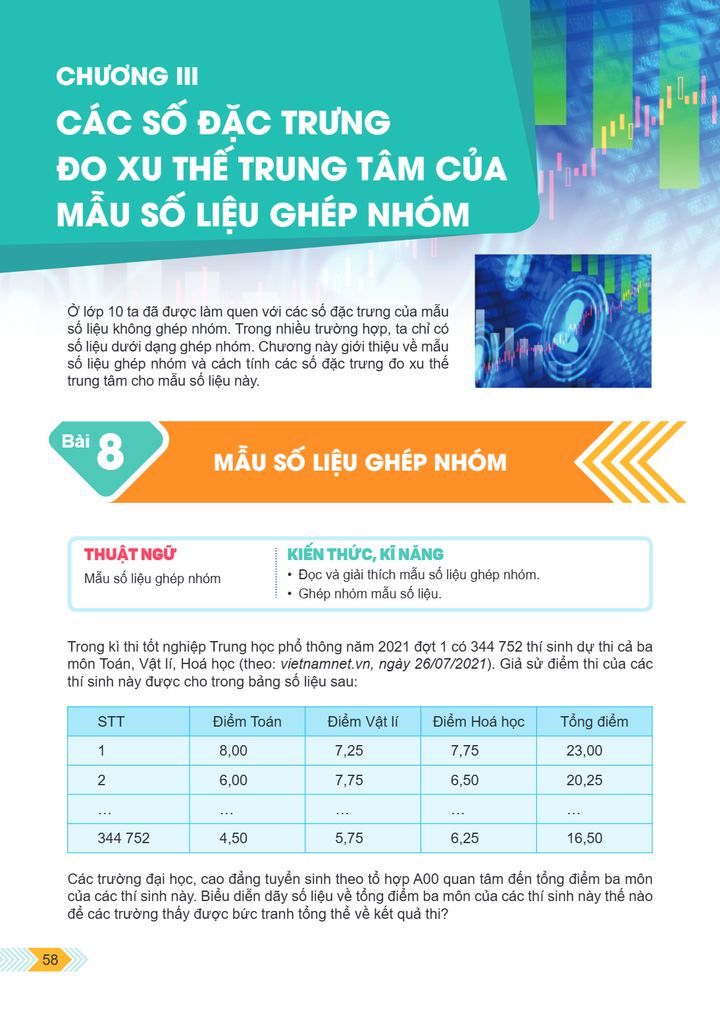 CHƯƠNG III
CÁC SỐ ĐẶC TRƯNG
ĐO XU THẾ TRUNG TÂM CỦA
MẪU SỐ LIỆU GHÉP NHÓM
Ở lớp 10 ta đã được làm quen với các số đặc trưng của mẫu
số liệu không ghép nhóm. Trong nhiều trường hợp, ta chỉ có
số liệu dưới dạng ghép nhóm. Chương này giới thiệu về mẫu
số liệu ghép nhóm và cách tính các số đặc trưng đo xu thế
trung tâm cho mẫu số liệu này.
Bài 8
MẪU SỐ LIỆU GHÉP NHÓM
THUẬT NGỮ
Mẫu số liệu ghép nhóm
KIẾN THỨC, KĨ NĂNG
• Đọc và giải thích mẫu số liệu ghép nhóm.
• Ghép nhóm mẫu số liệu.
Trong kì thi tốt nghiệp Trung học phổ thông năm 2021 đợt 1 có 344 752 thí sinh dự thi cả ba
môn Toán, Vật lí, Hoá học (theo: vietnamnet.vn, ngày 26/07/2021). Giả sử điểm thi của các
thí sinh này được cho trong bảng số liệu sau:
STT Điểm Toán Điểm Vật lí Điểm Hoá học Tổng điểm
1 8,00 7,25 7,75 23,00
2 6,00 7,75 6,50 20,25
… … … … …
344 752 4,50 5,75 6,25 16,50
Các trường đại học, cao đẳng tuyển sinh theo tổ hợp A00 quan tâm đến tổng điểm ba môn
của các thí sinh này. Biểu diễn dãy số liệu về tổng điểm ba môn của các thí sinh này thế nào
để các trường thấy được bức tranh tổng thể về kết quả thi?
58